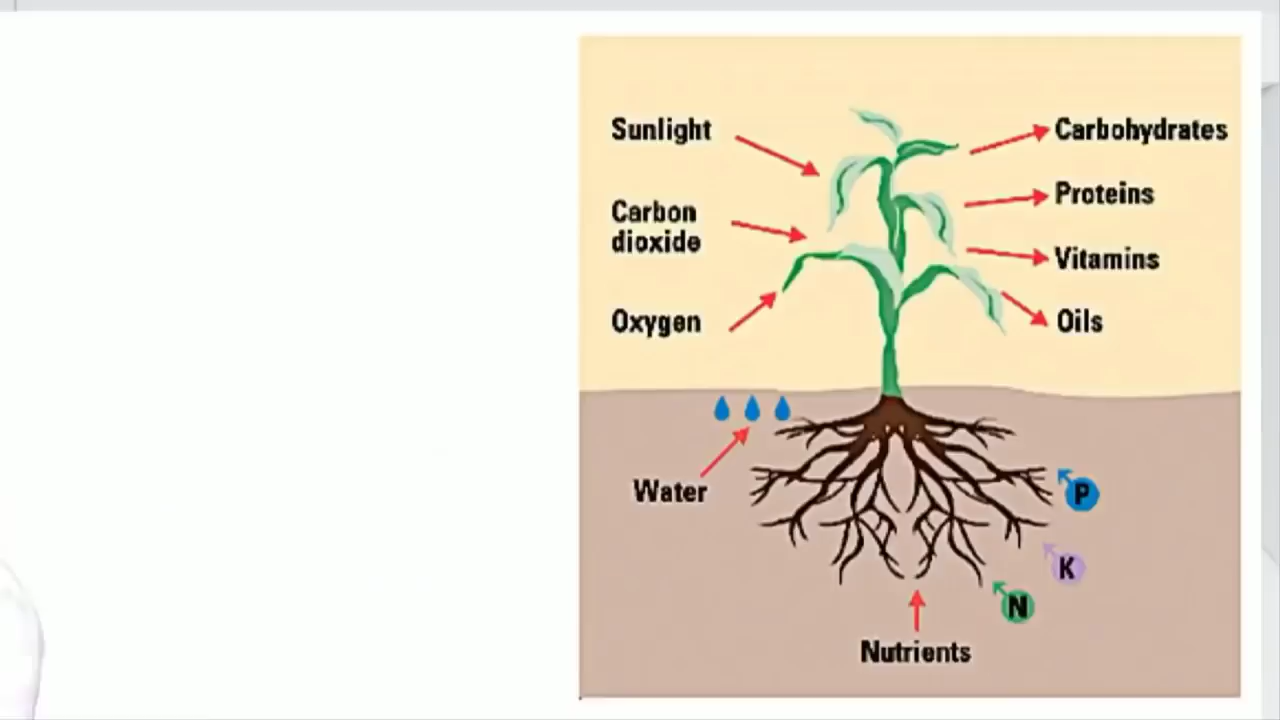 Sunlight
Carbohydrates
Proteins
Carbon
dioxide
Vitamins
Oxygen
Oils
Water
P
K
N
Nutrients